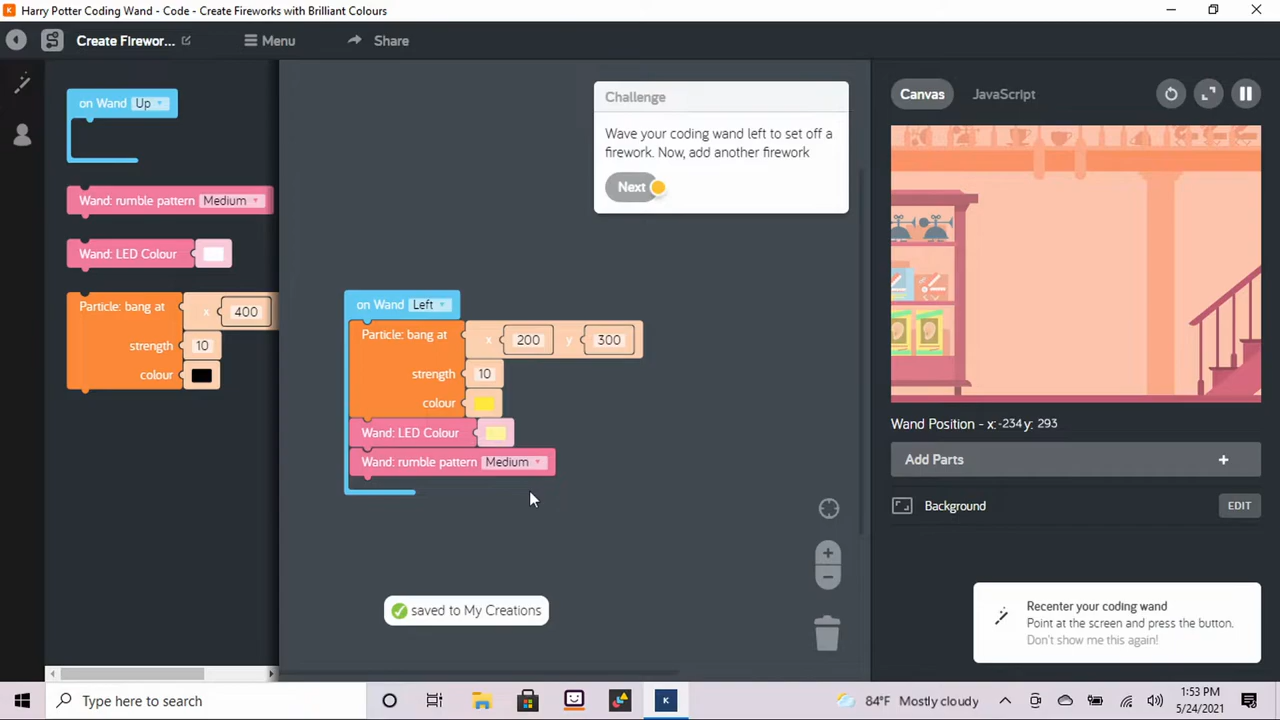 Harry Potter Coding Wand - Code - Create Fireworks with Brilliant Colours
Create FIrewor...
Menu
Share
on Wand Up
Wand: rumble pattern Medium
Wand: LED Colour
Particle: bang at x 400
strength 10
colour
Challenge
Wave your coding wand left to set off a
firework. Now, add another firework
Next
on Wand Left
Particle: bang at x 200 y 300
strength 10
colour
Wand: LED Colour
Wand: rumble pattern Medium
saved to My Creations
Canvas
JavaScript
Wand Position - x:-234 y: 293
Add Parts +
Background
EDIT
Recenter your coding wand
Point at the screen and press the button.
Don't show me this again!
Type here to search
K
84°F Mostly cloudy
1:53 PM
5/24/2021